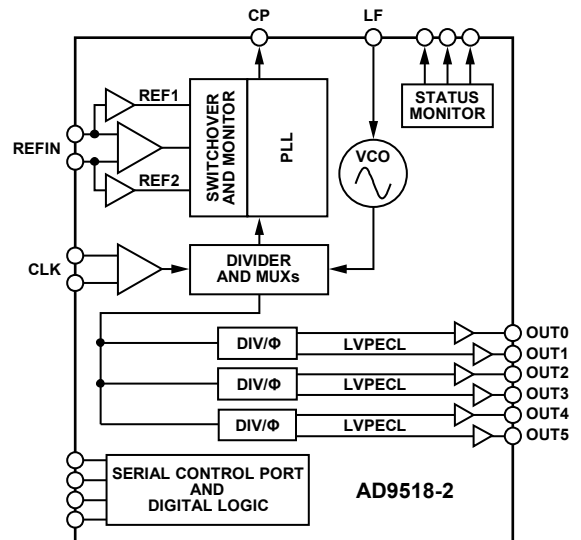 CP
LF
REF1
REFIN
REF2
SWITCHOVER
AND MONITOR
PLL
STATUS
MONITOR
VCO
CLK
DIVIDER
AND MUXs
DIV/Φ
LVPECL
OUT0
OUT1
DIV/Φ
LVPECL
OUT2
OUT3
DIV/Φ
LVPECL
OUT4
OUT5
SERIAL CONTROL PORT
AND
DIGITAL LOGIC
AD9518-2